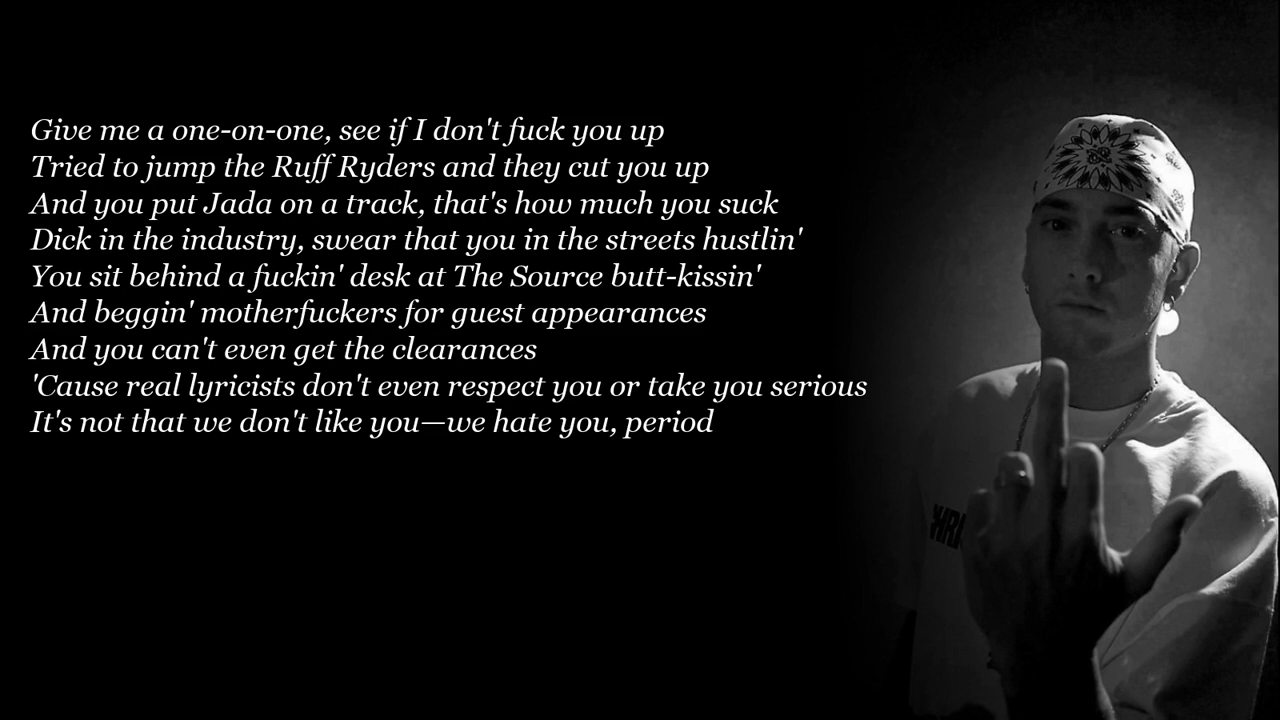 Give me a one-on-one, see if I don't fuck you up
Tried to jump the Ruff Ryders and they cut you up
And you put Jada on a track, that's how much you suck
Dick in the industry, swear that you in the streets hustlin'
You sit behind a fuckin' desk at The Source butt-kissin'
And beggin' motherfuckers for guest appearances
And you can't even get the clearances
'Cause real lyricists don't even respect you or take you serious
It's not that we don't like you—we hate you, period